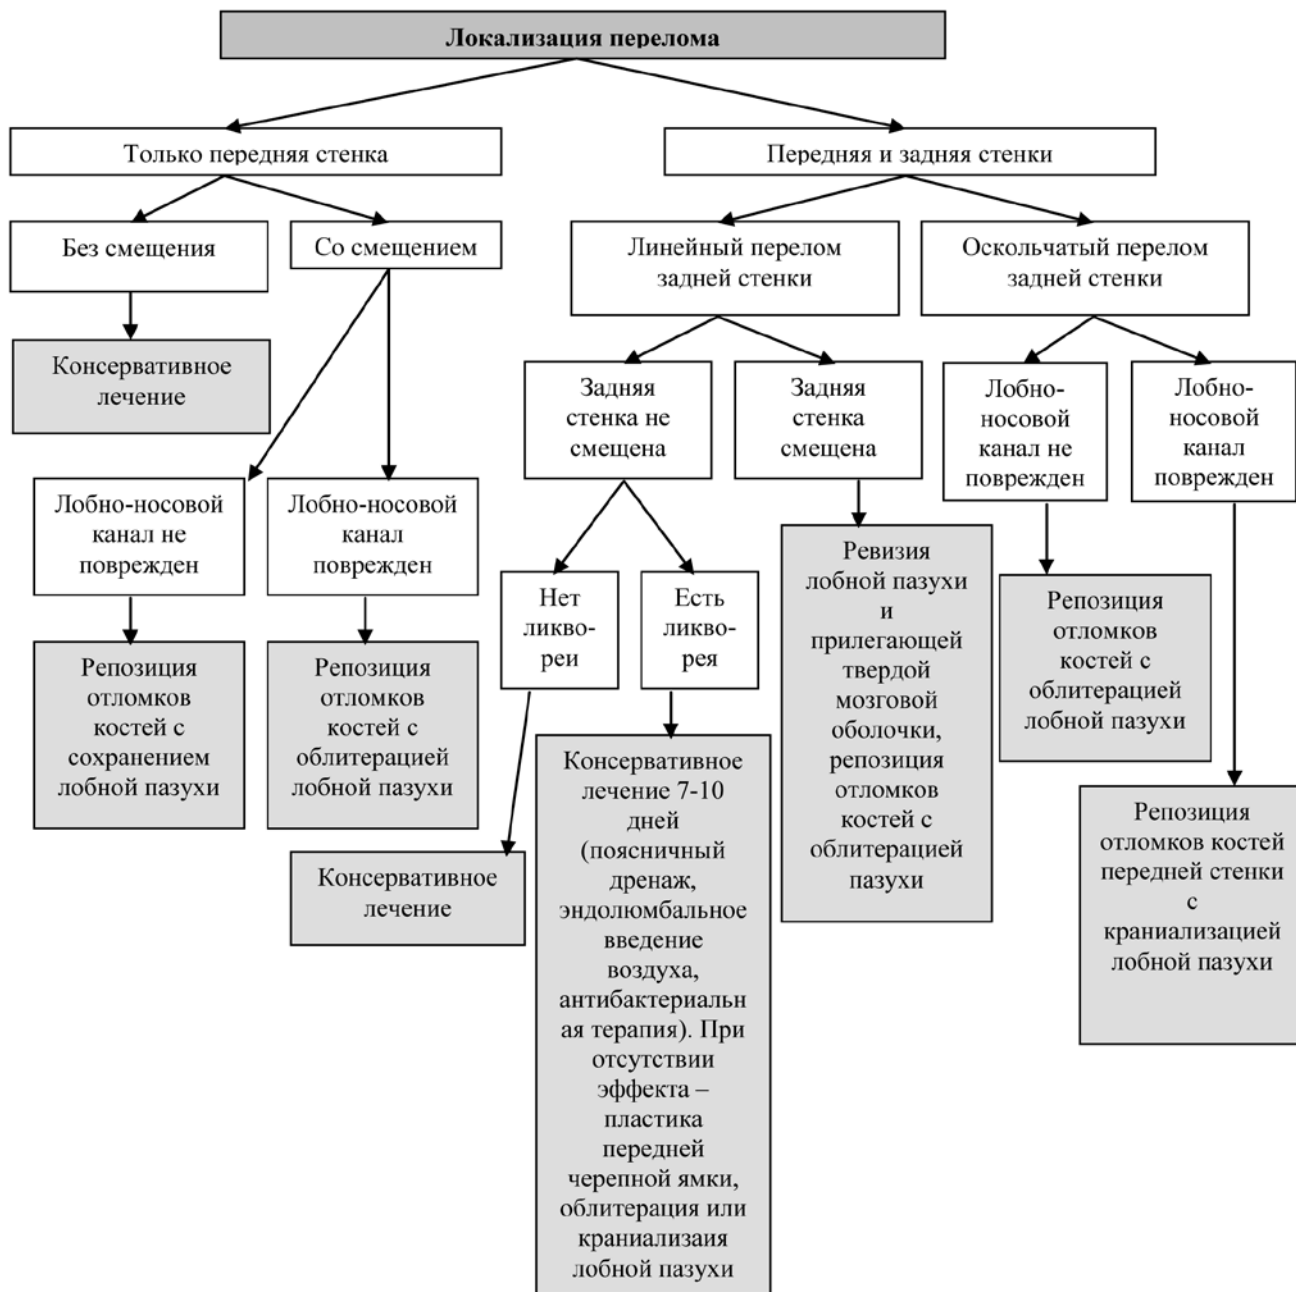 Локализация перелома
Только передняя стенка
Передняя и задняя стенки
Без смещения
Со смещением
Линейный перелом
задней стенки
Оскольчатый перелом
задней стенки
Консервативное
лечение
Задняя
стенка не
смещена
Задняя
стенка
смещена
Лобно-
носовой
канал не
поврежден
Лобно-
носовой
канал
поврежден
Лобно-носовой
канал не
поврежден
Лобно-носовой
канал
поврежден
Нет
ликво-
реи
Есть
ликво-
рея
Ревизия
лобной пазухи
и
прилегающей
твердой
мозговой
оболочки,
репозиция
отломков
костей с
облитерацией
пазухи
Репозиция
отломков
костей с
облитерацией
лобной пазухи
Репозиция
отломков
костей с
сохранением
лобной пазухи
Репозиция
отломков
костей с
облитерацией
лобной пазухи
Консервативное
лечение
Консервативное
лечение 7-10
дней
(поясничный
дренаж,
эндолюмбальное
введение
воздуха,
антибактериальн
ая терапия). При
отсутствии
эффекта –
пластика
передней
черепной ямки,
облитерация или
краниализаия
лобной пазухи
Репозиция
отломков костей
передней стенки
с
краниализацией
лобной пазухи